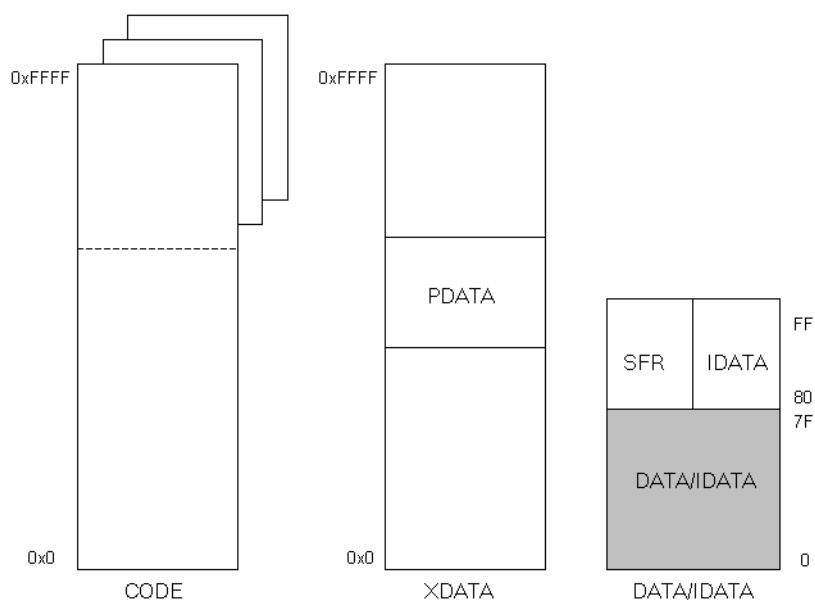 0xFFFF
0xFFFF
PDATA
FF
SFR
IDATA
80
7F
DATA/IDATA
0x0
0x0
0
CODE
XDATA
DATA/IDATA